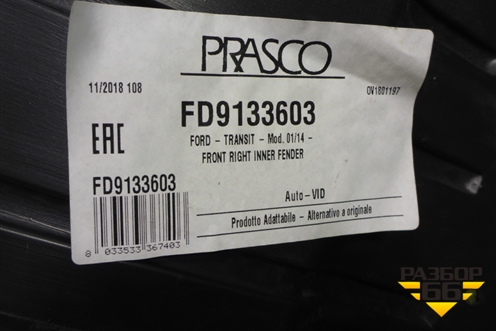 PRASCO
11/2018 108
OV1801197
FD9133603
FORD - TRANSIT - Mod. 01/14 -
FRONT RIGHT INNER FENDER
EAC
FD9133603
Auto-VID
Prodotto Adattabile - Alternativo a originale
8 033533 367403
РАЗБОР
66